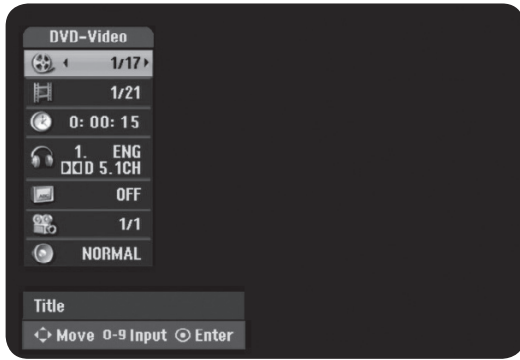 DVD-Video
1/17
1/21
0: 00: 15
1. ENG
D 5.1CH
OFF
1/1
NORMAL
Title
Move 0-9 Input Enter